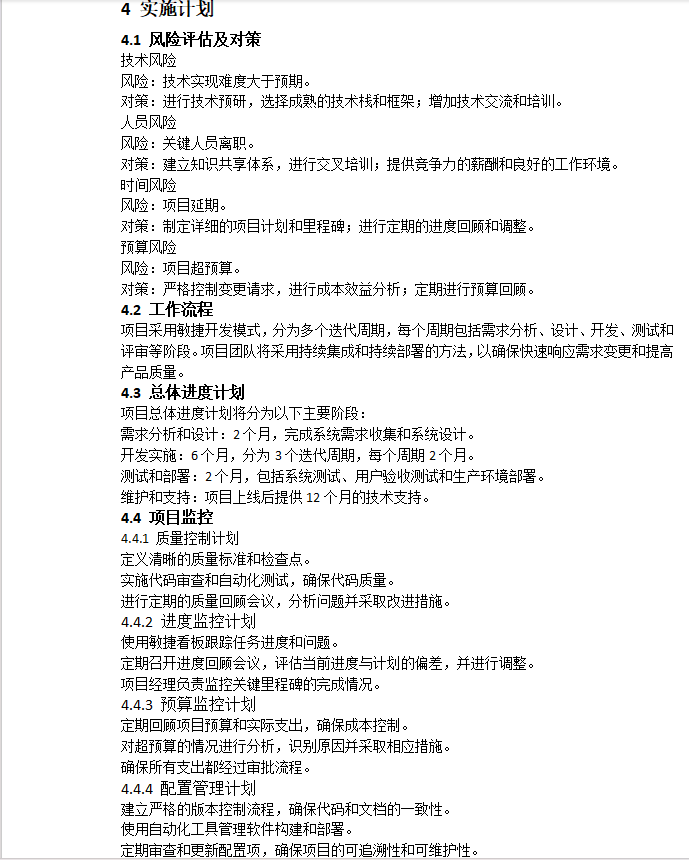 4 实施计划
4.1 风险评估及对策
技术风险
风险：技术实现难度大于预期。
对策：进行技术预研，选择成熟的技术栈和框架；增加技术交流和培训。
人员风险
风险：关键人员离职。
对策：建立知识共享体系，进行交叉培训；提供竞争力的薪酬和良好的工作环境。
时间风险
风险：项目延期。
对策：制定详细的项目计划和里程碑；进行定期的进度回顾和调整。
预算风险
风险：项目超预算。
对策：严格控制变更请求，进行成本效益分析；定期进行预算回顾。
4.2 工作流程
项目采用敏捷开发模式，分为多个迭代周期，每个周期包括需求分析、设计、开发、测试和
评审等阶段。项目团队将采用持续集成和持续部署的方法，以确保快速响应需求变更和提高
产品质量。
4.3 总体进度计划
项目总体进度计划将分为以下主要阶段：
需求分析和设计：2 个月，完成系统需求收集和系统设计。
开发实施：6 个月，分为 3 个迭代周期，每个周期 2 个月。
测试和部署：2 个月，包括系统测试、用户验收测试和生产环境部署。
维护和支持：项目上线后提供 12 个月的技术支持。
4.4 项目监控
4.4.1 质量控制计划
定义清晰的质量标准和检查点。
实施代码审查和自动化测试，确保代码质量。
进行定期的质量回顾会议，分析问题并采取改进措施。
4.4.2 进度监控计划
使用敏捷看板跟踪任务进度和问题。
定期召开进度回顾会议，评估当前进度与计划的偏差，并进行调整。
项目经理负责监控关键里程碑的完成情况。
4.4.3 预算监控计划
定期回顾项目预算和实际支出，确保成本控制。
对超预算的情况进行分析，识别原因并采取相应措施。
确保所有支出都经过审批流程。
4.4.4 配置管理计划
建立严格的版本控制流程，确保代码和文档的一致性。
使用自动化工具管理软件构建和部署。
定期审查和更新配置项，确保项目的可追溯性和可维护性。